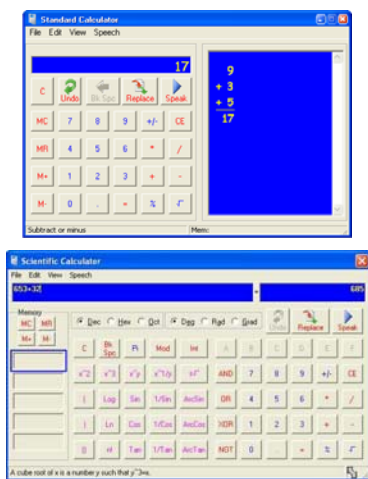 Standard Calculator
File Edit View Speech
17
C Undo Bk Spc Replace Speak
MC 7 8 9 +/- CE
MR 4 5 6 * /
M+ 1 2 3 + -
M- 0 . = %
9
+ 3
+ 5
17
Subtract or minus
Mem:
Scientific Calculator
File Edit View Speech
653+32
=
685
Memory
MC MR
M+ M-
Dec Hex Oct Deg Rad Grad
Undo Replace Speak
C Bk Spc Pi Mod Int A B C D E F
x^2 x^3 x^y x^1/y AND 7 8 9 +/- CE
( Log Sin 1/Sin ArcSin OR 4 5 6 * /
) Ln Cos 1/Cos ArcCos XOR 1 2 3 + -
n! Tan 1/Tan ArcTan NOT 0 . = %
A cube root of x is a number y such that y^3=x.